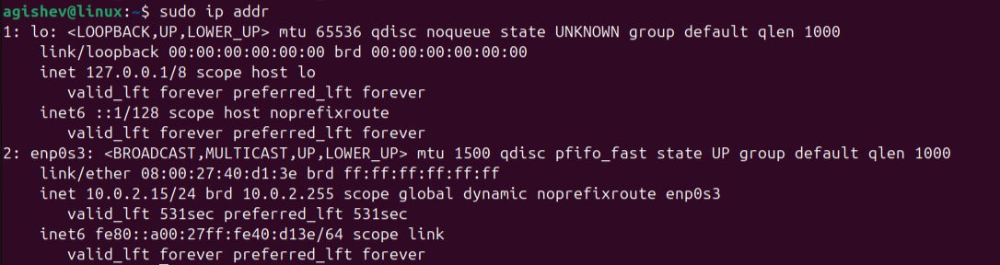 agishev@linux:~$ sudo ip addr
1: lo: <LOOPBACK,UP,LOWER_UP> mtu 65536 qdisc noqueue state UNKNOWN group default qlen 1000
    link/loopback 00:00:00:00:00:00 brd 00:00:00:00:00:00
    inet 127.0.0.1/8 scope host lo
       valid_lft forever preferred_lft forever
    inet6 ::1/128 scope host noprefixroute
       valid_lft forever preferred_lft forever
2: enp0s3: <BROADCAST,MULTICAST,UP,LOWER_UP> mtu 1500 qdisc pfifo_fast state UP group default qlen 1000
    link/ether 08:00:27:40:d1:3e brd ff:ff:ff:ff:ff:ff
    inet 10.0.2.15/24 brd 10.0.2.255 scope global dynamic noprefixroute enp0s3
       valid_lft 531sec preferred_lft 531sec
    inet6 fe80::a00:27ff:fe40:d13e/64 scope link
       valid_lft forever preferred_lft forever